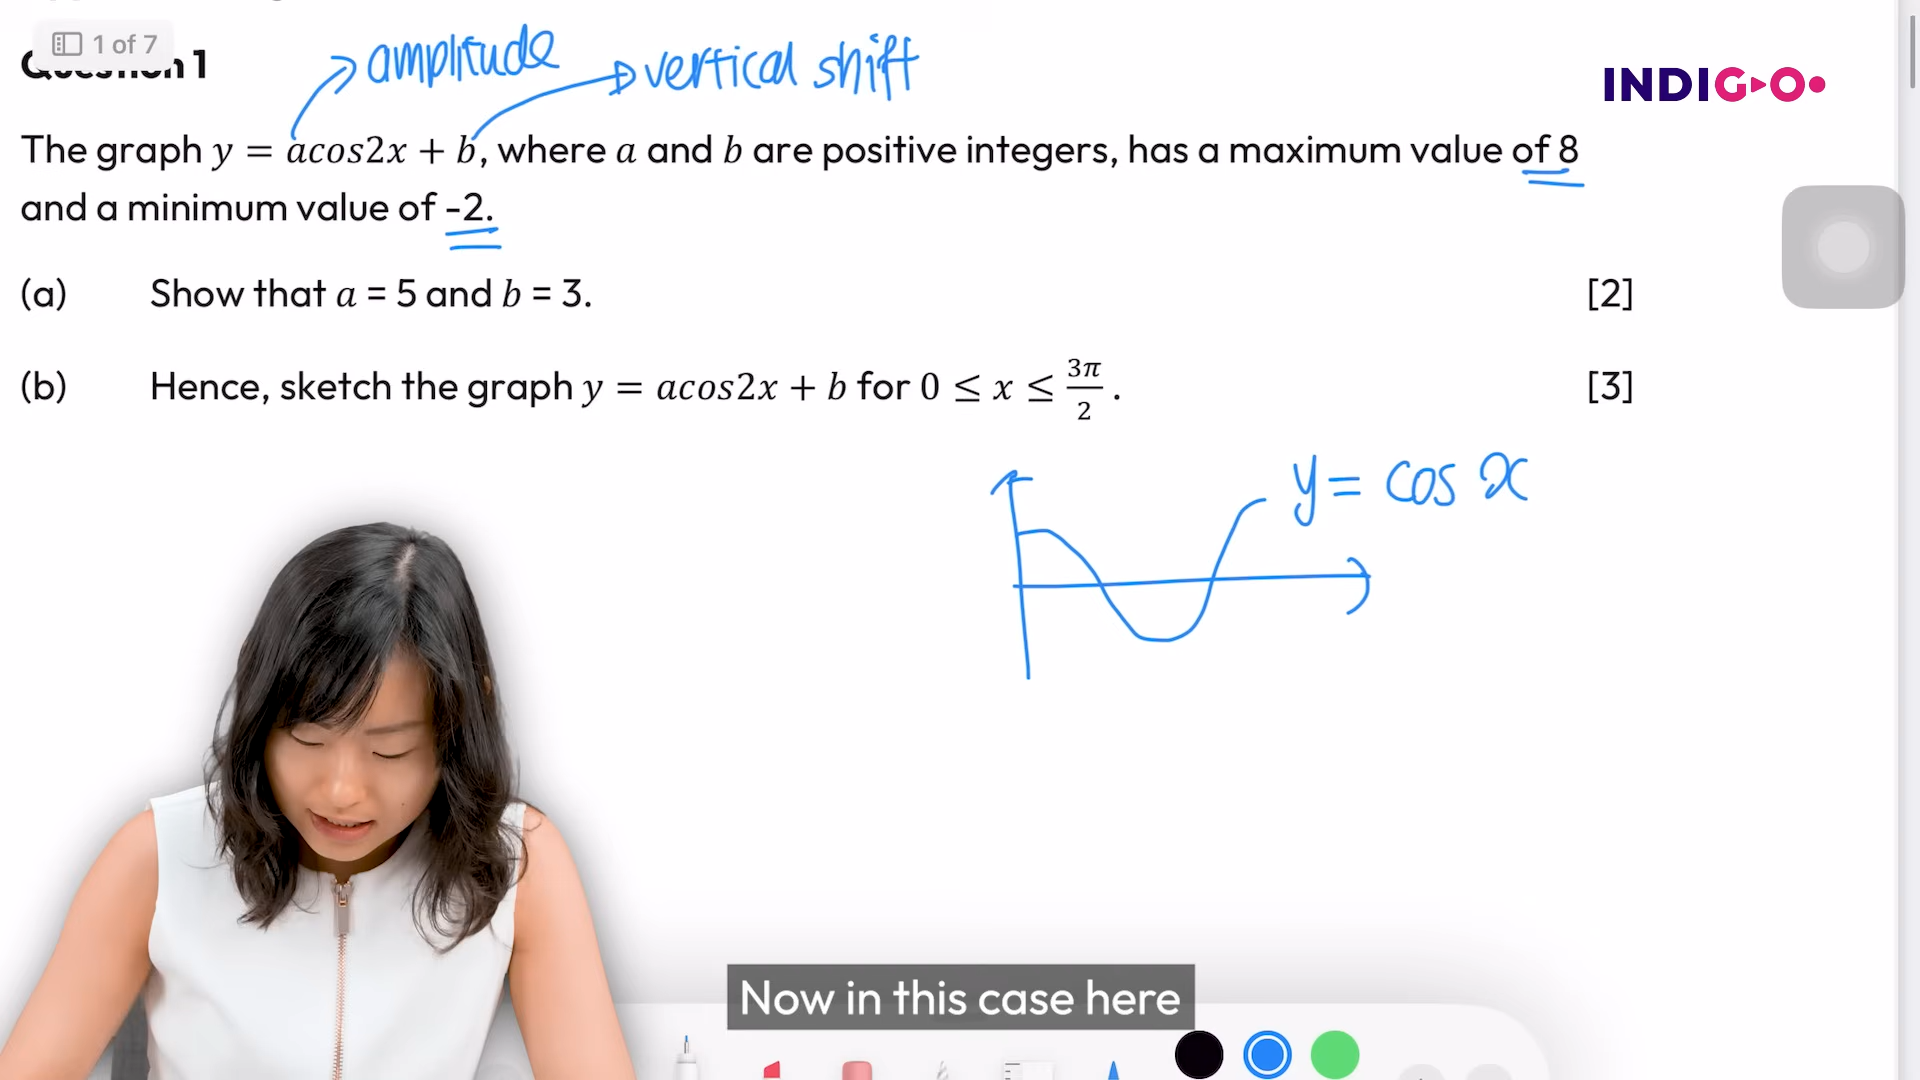 1 of 7
Question 1
amplitude
vertical shift
INDIGO
The graph y = acos2x + b, where a and b are positive integers, has a maximum value of 8
and a minimum value of -2.
(a) Show that a = 5 and b = 3. [2]
(b) Hence, sketch the graph y = acos2x + b for 0 ≤ x ≤ 3π/2 . [3]
y = cos x
Now in this case here